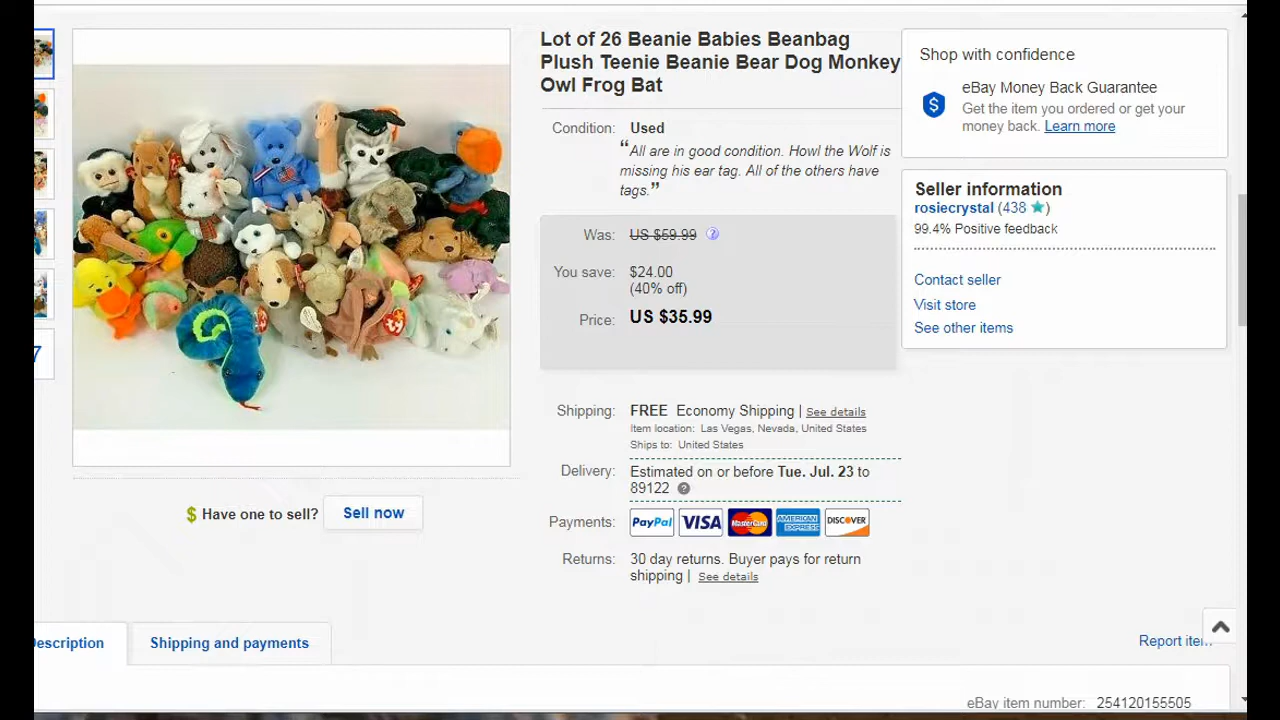 Lot of 26 Beanie Babies Beanbag
Plush Teenie Beanie Bear Dog Monkey
Owl Frog Bat
Condition: Used
“All are in good condition. Howl the Wolf is
missing his ear tag. All of the others have
tags.”
Was: US $59.99 ?
You save: $24.00
(40% off)
Price: US $35.99
Shipping: FREE Economy Shipping | See details
Item location: Las Vegas, Nevada, United States
Ships to: United States
Delivery: Estimated on or before Tue. Jul. 23 to
89122 ?
Payments: PayPal VISA MasterCard AMERICAN EXPRESS DISCOVER
Returns: 30 day returns. Buyer pays for return
shipping | See details
Shop with confidence
$ eBay Money Back Guarantee
Get the item you ordered or get your
money back. Learn more
Seller information
rosiecrystal (438 ★)
99.4% Positive feedback
Contact seller
Visit store
See other items
7
$ Have one to sell? Sell now
Description Shipping and payments
Report item
eBay item number: 254120155505